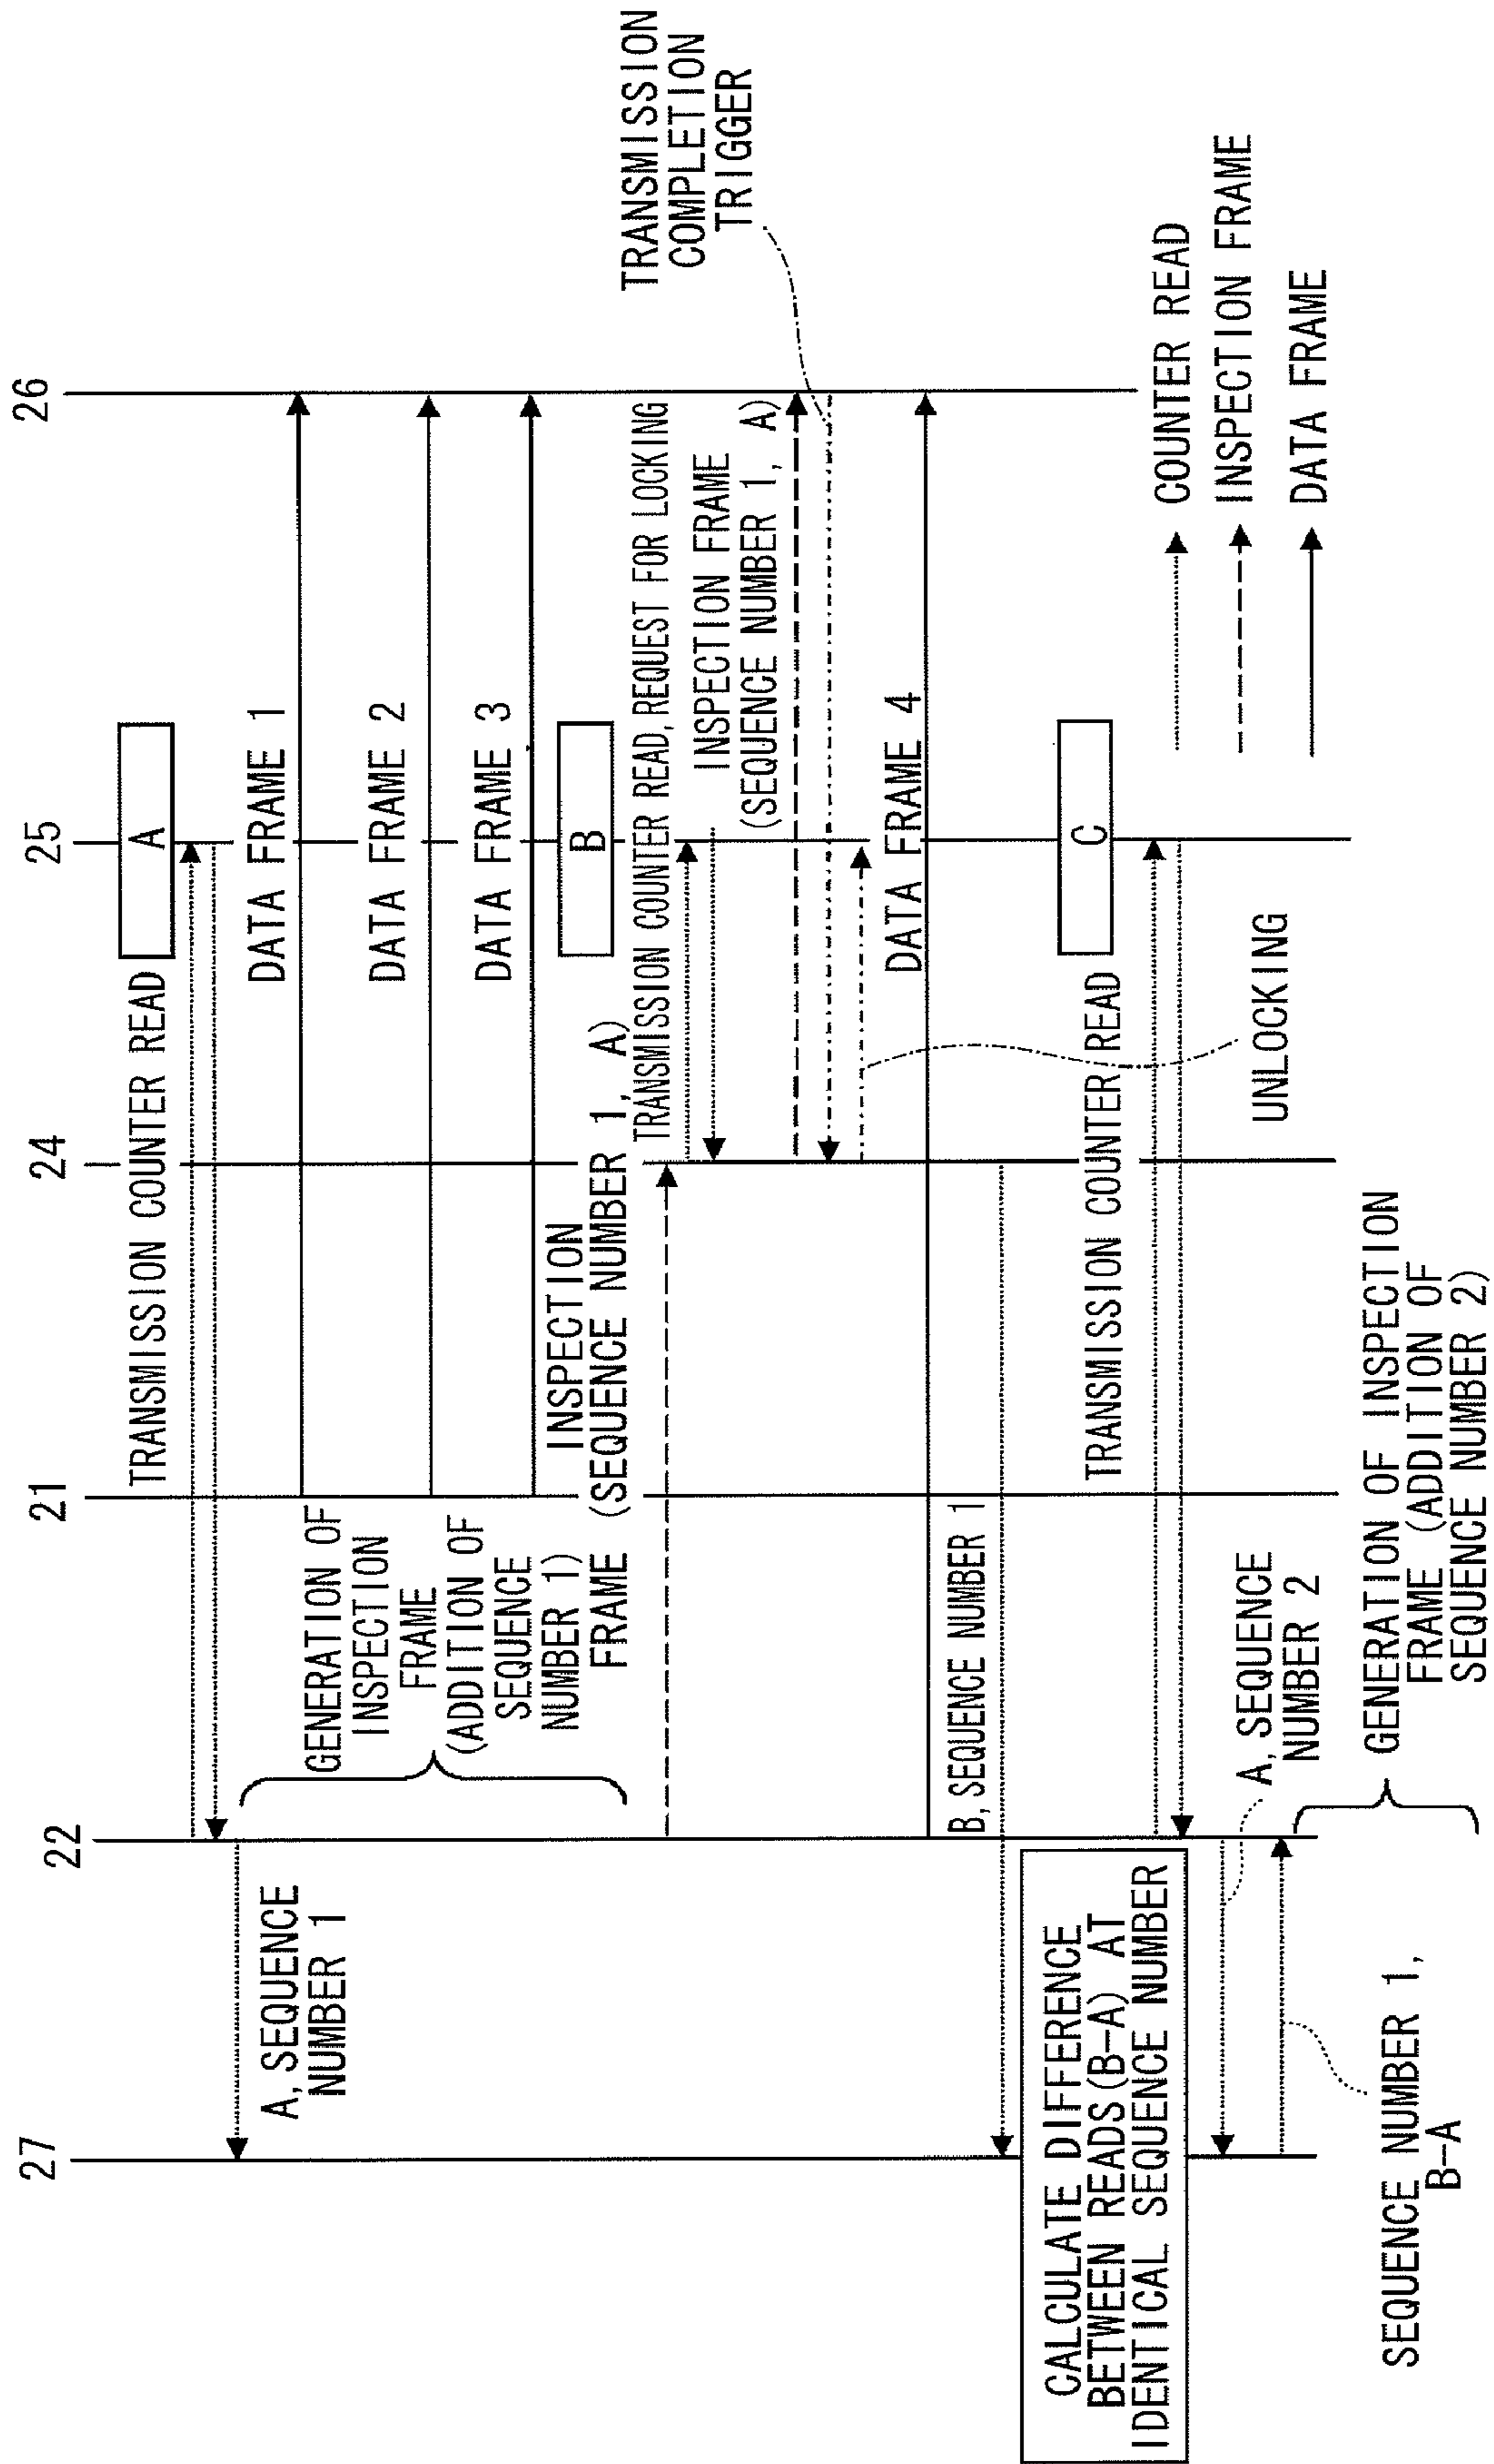 27
22
21
24
25
26
TRANSMISSION COUNTER READ
A
A, SEQUENCE
NUMBER 1
GENERATION OF
INSPECTION
FRAME
(ADDITION OF
SEQUENCE
NUMBER 1)
DATA FRAME 1
DATA FRAME 2
DATA FRAME 3
B
INSPECTION
FRAME (SEQUENCE NUMBER 1, A)
TRANSMISSION COUNTER READ, REQUEST FOR LOCKING
INSPECTION FRAME
(SEQUENCE NUMBER 1, A)
TRANSMISSION
COMPLETION
TRIGGER
DATA FRAME 4
B, SEQUENCE NUMBER 1
CALCULATE DIFFERENCE
BETWEEN READS(B-A) AT
IDENTICAL SEQUENCE NUMBER
TRANSMISSION COUNTER READ
C
UNLOCKING
A, SEQUENCE
NUMBER 2
SEQUENCE NUMBER 1,
B-A
GENERATION OF INSPECTION
FRAME (ADDITION OF
SEQUENCE NUMBER 2)
COUNTER READ
INSPECTION FRAME
DATA FRAME